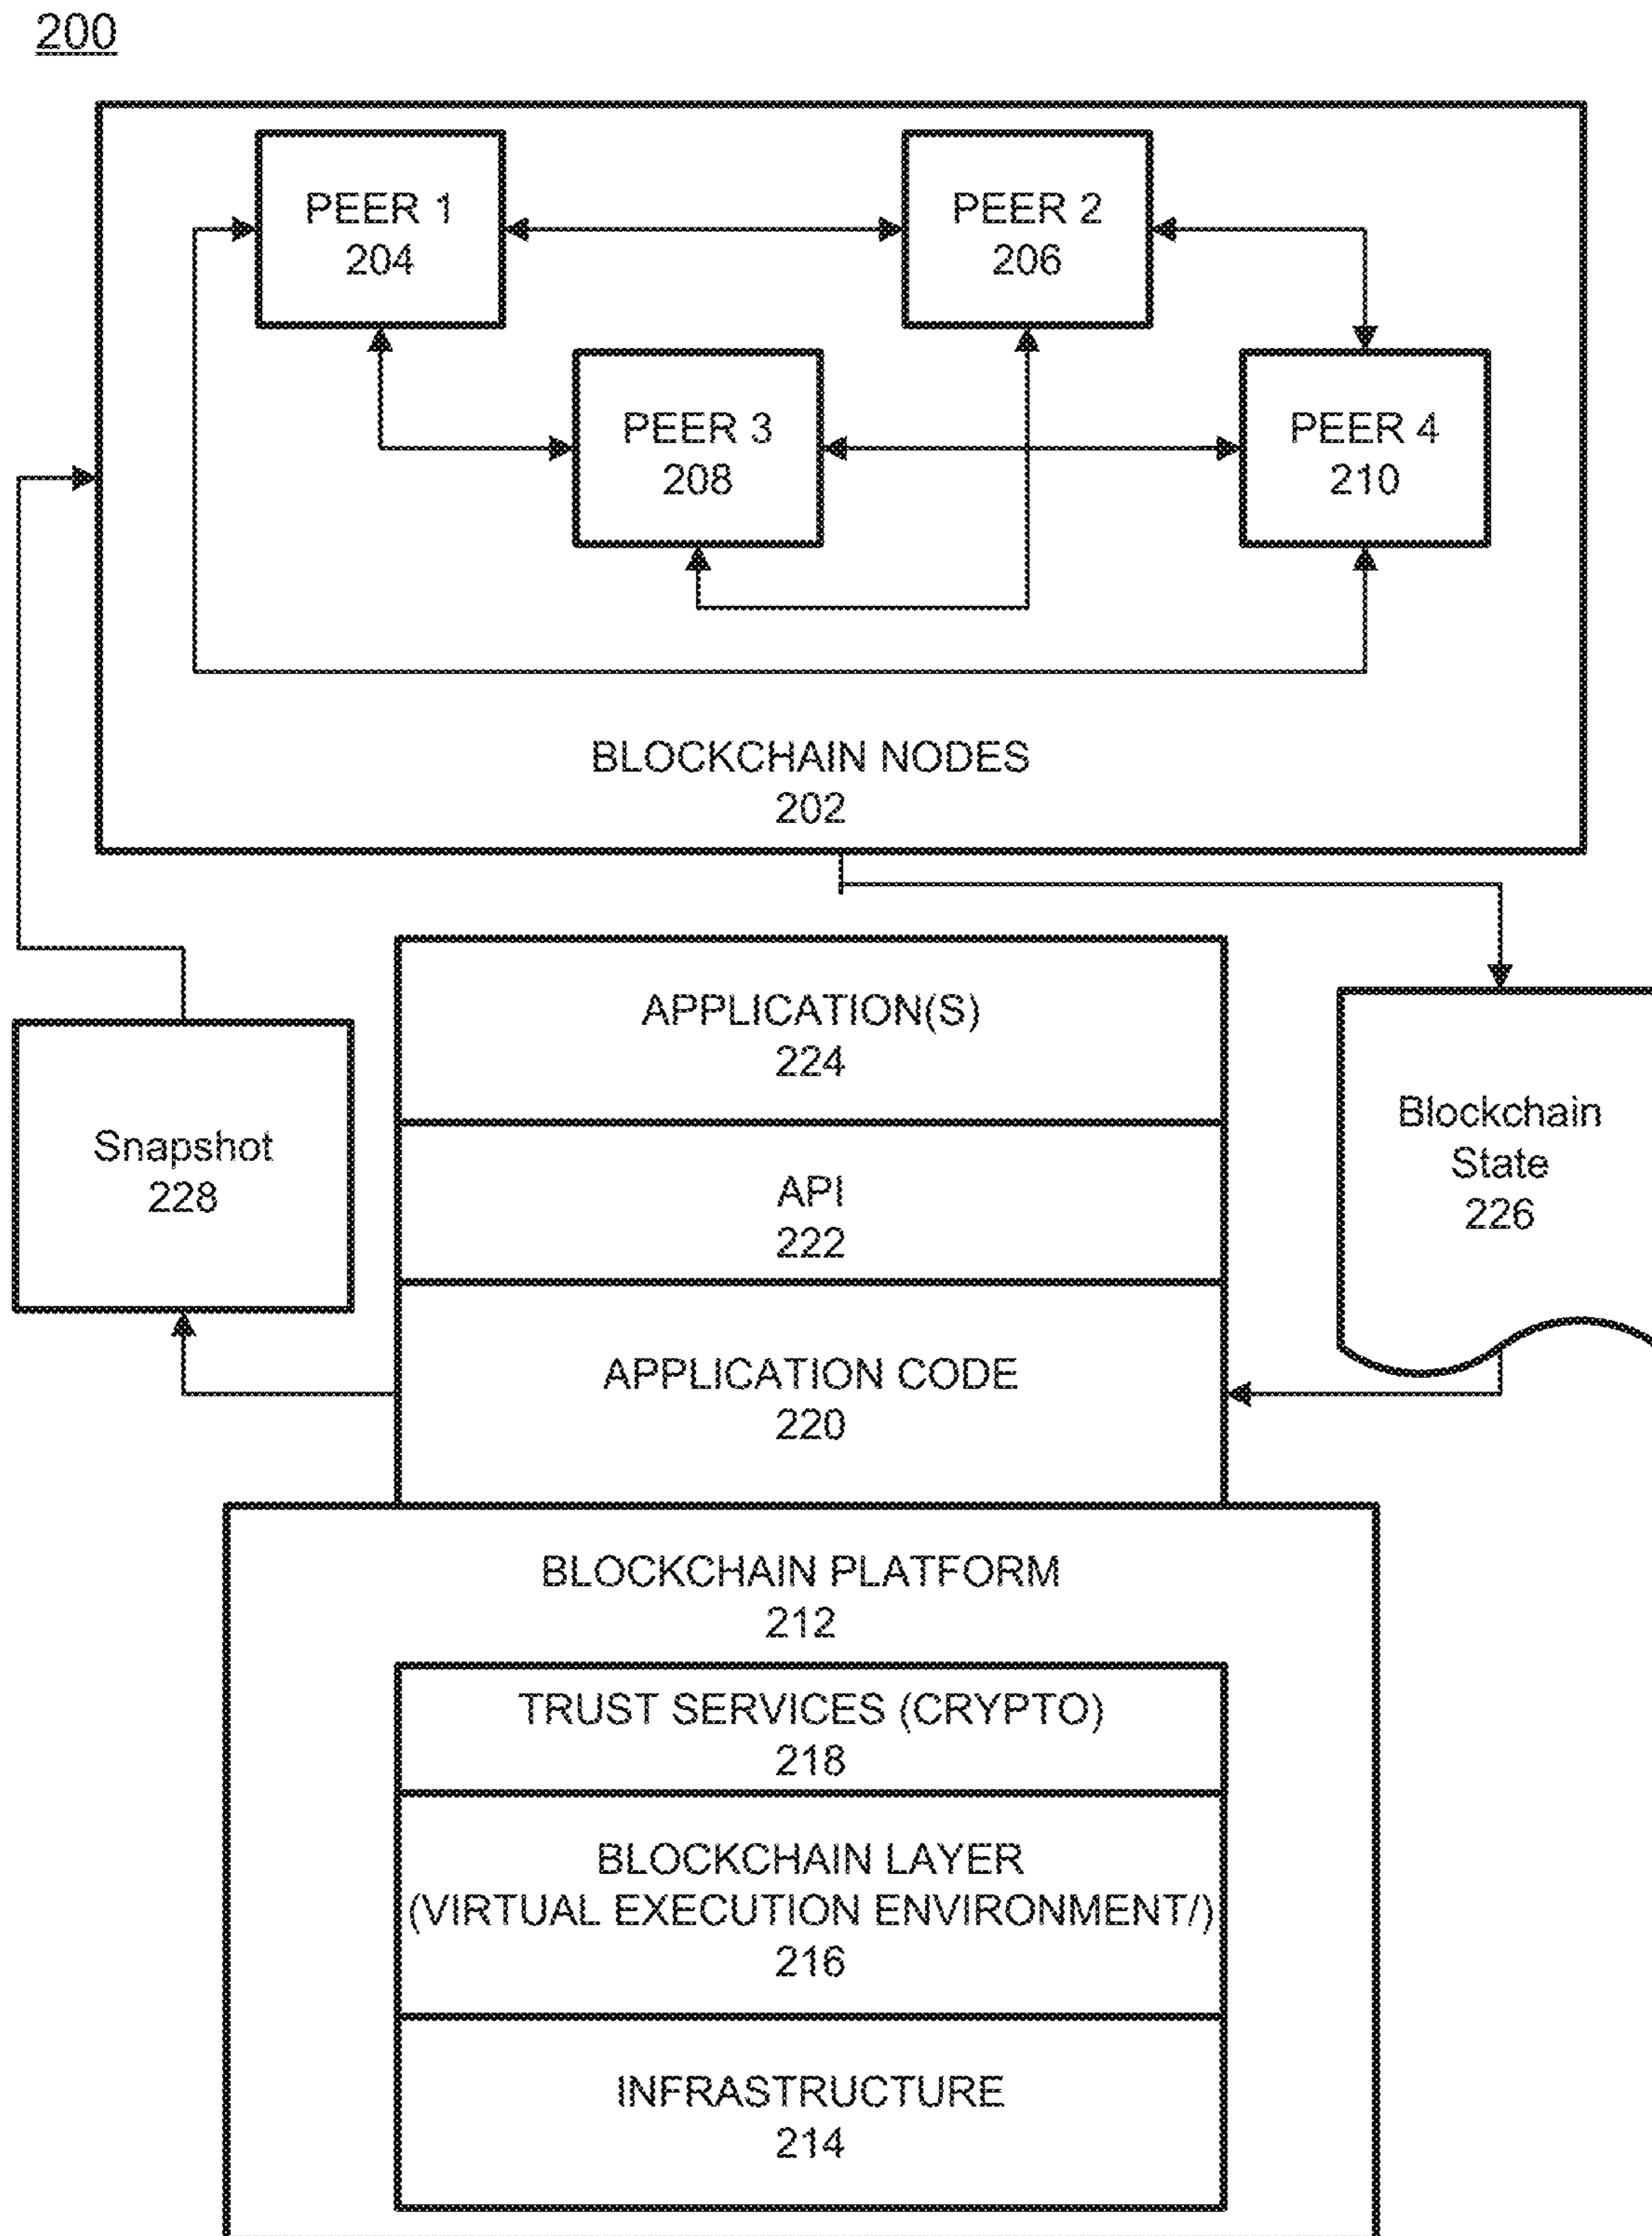 200
PEER 1
204
PEER 2
206
PEER 3
208
PEER 4
210
BLOCKCHAIN NODES
202
APPLICATION(S)
224
API
222
APPLICATION CODE
220
Snapshot
228
Blockchain
State
226
BLOCKCHAIN PLATFORM
212
TRUST SERVICES (CRYPTO)
218
BLOCKCHAIN LAYER
(VIRTUAL EXECUTION ENVIRONMENT/)
216
INFRASTRUCTURE
214